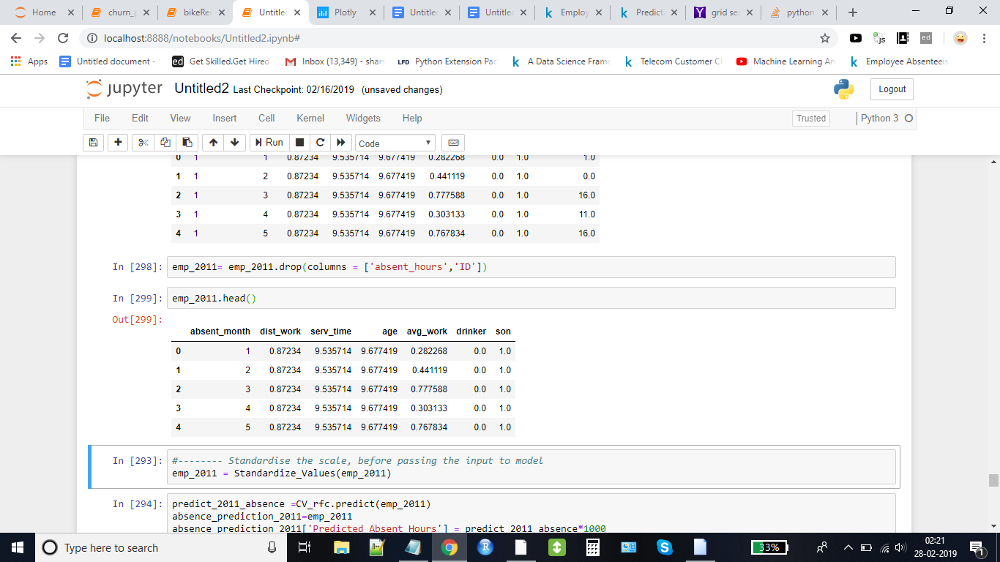 Home churn_p bikeRer Untitled Plotly Untitle Untitle Employ Predict grid sea python
localhost:8888/notebooks/Untitled2.ipynb#
Apps Untitled document - ed Get Skilled.Get Hired Inbox (13,349) - shars LFD Python Extension Pac k A Data Science Frame k Telecom Customer Ch Machine Learning An k Employee Absenteeis
jupyter Untitled2 Last Checkpoint: 02/16/2019 (unsaved changes) Logout
File Edit View Insert Cell Kernel Widgets Help Trusted Python 3
Run Code
0 1 1 0.87234 9.535714 9.677419 0.282268 0.0 1.0 1.0
1 1 2 0.87234 9.535714 9.677419 0.441119 0.0 1.0 0.0
2 1 3 0.87234 9.535714 9.677419 0.777588 0.0 1.0 16.0
3 1 4 0.87234 9.535714 9.677419 0.303133 0.0 1.0 11.0
4 1 5 0.87234 9.535714 9.677419 0.767834 0.0 1.0 16.0
In [298]: emp_2011= emp_2011.drop(columns = ['absent_hours','ID'])
In [299]: emp_2011.head()
Out[299]:
absent_month dist_work serv_time age avg_work drinker son
0 1 0.87234 9.535714 9.677419 0.282268 0.0 1.0
1 2 0.87234 9.535714 9.677419 0.441119 0.0 1.0
2 3 0.87234 9.535714 9.677419 0.777588 0.0 1.0
3 4 0.87234 9.535714 9.677419 0.303133 0.0 1.0
4 5 0.87234 9.535714 9.677419 0.767834 0.0 1.0
In [293]: #-------- Standardise the scale, before passing the input to model
emp_2011 = Standardize_Values(emp_2011)
In [294]: predict_2011_absence =CV_rfc.predict(emp_2011)
absence_prediction_2011=emp_2011
absence_prediction_2011['Predicted_Absent_Hours'] = predict_2011_absence*1000
Type here to search 33% 02:21
28-02-2019